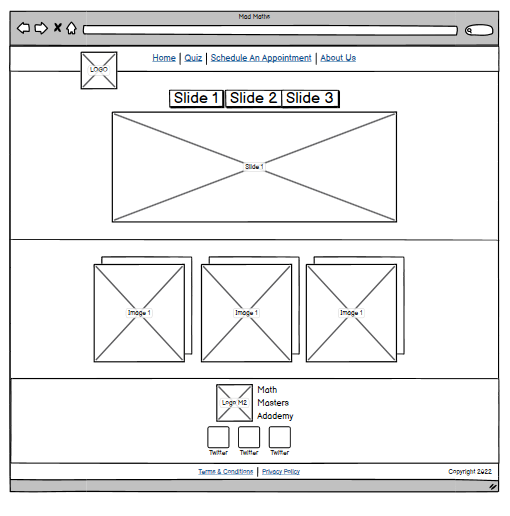 Mad Maths
Home | Quiz | Schedule An Appointment | About Us
LOGO
Slide 1 Slide 2 Slide 3
Slide 1
Image 1 Image 1 Image 1
Logo M2
Math
Masters
Adademy
Twitter Twitter Twitter
Terms & Conditions | Privacy Policy Copyright 2022